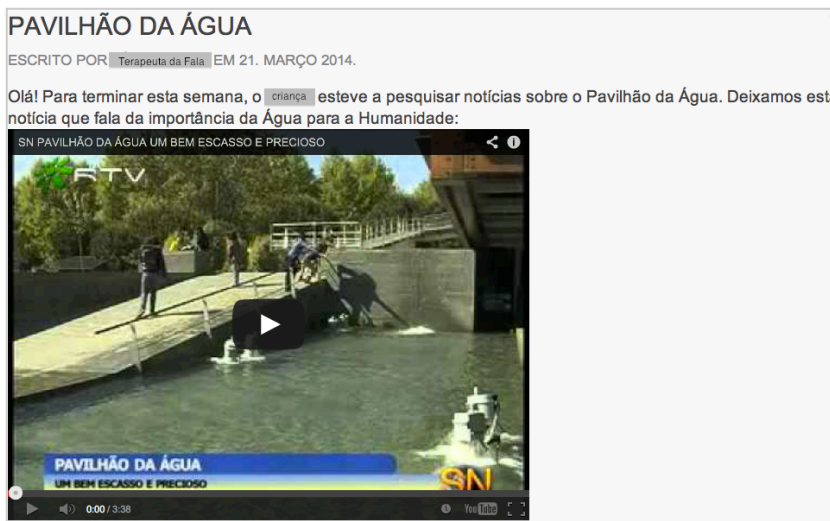 PAVILHÃO DA ÁGUA
ESCRITO POR Terapeuta da Fala EM 21. MARÇO 2014.
Olá! Para terminar esta semana, o criança esteve a pesquisar notícias sobre o Pavilhão da Água. Deixamos est
notícia que fala da importância da Água para a Humanidade:
SN PAVILHÃO DA ÁGUA UM BEM ESCASSO E PRECIOSO
RTV
PAVILHÃO DA ÁGUA
UM BEM ESCASSO E PRECIOSO
SN
0:00 / 3:38
YouTube